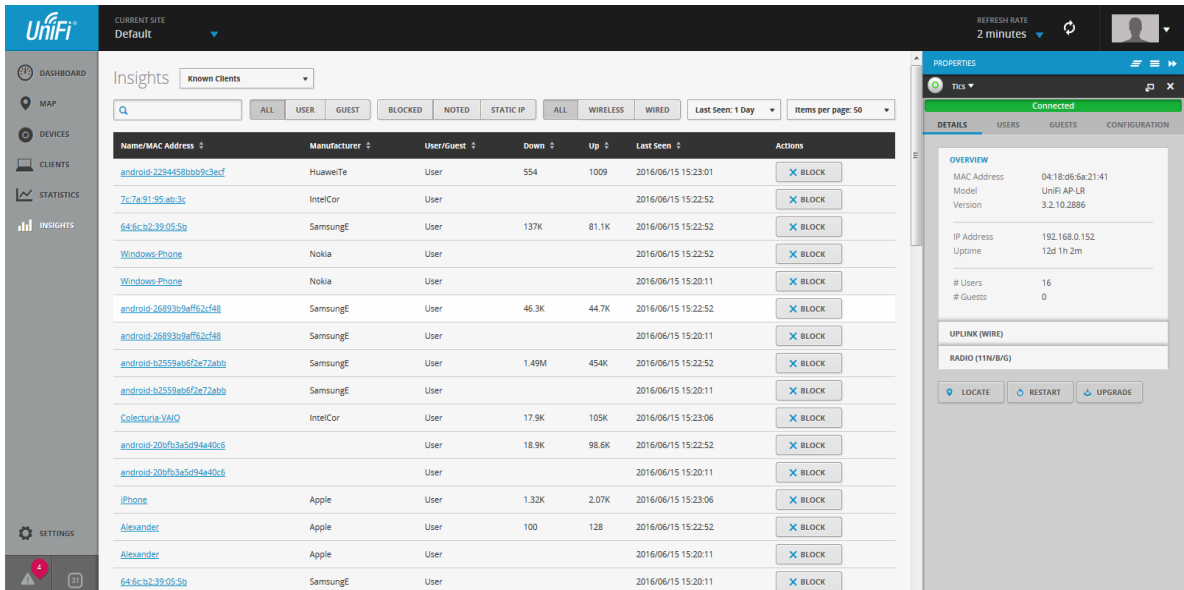 UniFi
CURRENT SITE
Default
REFRESH RATE
2 minutes
DASHBOARD
MAP
DEVICES
CLIENTS
STATISTICS
INSIGHTS
SETTINGS
4
31
Insights Known Clients
ALL USER GUEST BLOCKED NOTED STATIC IP ALL WIRELESS WIRED Last Seen: 1 Day Items per page: 50
Name/MAC Address Manufacturer User/Guest Down Up Last Seen Actions
android-2294458bbb9c3ecf HuaweiTe User 554 1009 2016/06/15 15:23:01 BLOCK
7c:7a:91:95:ab:3c IntelCor User 2016/06/15 15:22:52 BLOCK
64:6c:b2:39:05:5b SamsungE User 137K 81.1K 2016/06/15 15:22:52 BLOCK
Windows-Phone Nokia User 2016/06/15 15:22:52 BLOCK
Windows-Phone Nokia User 2016/06/15 15:20:11 BLOCK
android-26893b9aff62cf48 SamsungE User 46.3K 44.7K 2016/06/15 15:22:52 BLOCK
android-26893b9aff62cf48 SamsungE User 2016/06/15 15:20:11 BLOCK
android-b2559ab6f2e72abb SamsungE User 1.49M 454K 2016/06/15 15:22:52 BLOCK
android-b2559ab6f2e72abb SamsungE User 2016/06/15 15:20:11 BLOCK
Colecturia-VAIO IntelCor User 17.9K 105K 2016/06/15 15:23:06 BLOCK
android-20bfb3a5d94a40c6 User 18.9K 98.6K 2016/06/15 15:22:52 BLOCK
android-20bfb3a5d94a40c6 User 2016/06/15 15:20:11 BLOCK
iPhone Apple User 1.32K 2.07K 2016/06/15 15:23:06 BLOCK
Alexander Apple User 100 128 2016/06/15 15:22:52 BLOCK
Alexander Apple User 2016/06/15 15:20:11 BLOCK
64:6c:b2:39:05:5b SamsungE User 2016/06/15 15:20:11 BLOCK
PROPERTIES
TIcs
Connected
DETAILS USERS GUESTS CONFIGURATION
OVERVIEW
MAC Address 04:18:d6:6a:21:41
Model UniFi AP-LR
Version 3.2.10.2886
IP Address 192.168.0.152
Uptime 12d 1h 2m
# Users 16
# Guests 0
UPLINK (WIRE)
RADIO (11N/B/G)
LOCATE RESTART UPGRADE